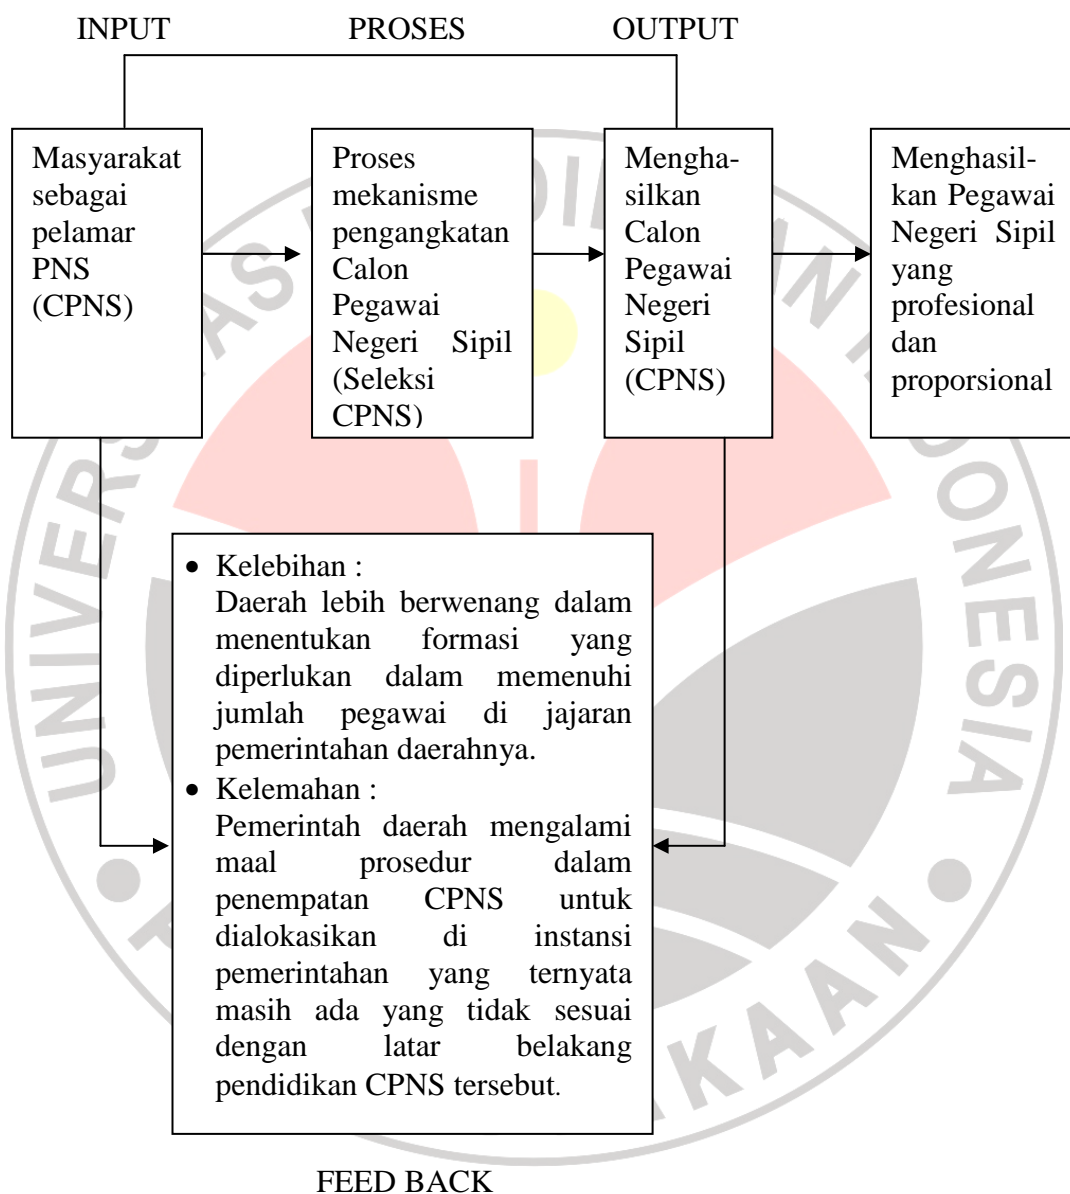 INPUT PROSES OUTPUT
Masyarakat
sebagai
pelamar
PNS
(CPNS)
Proses
mekanisme
pengangkatan
Calon
Pegawai
Negeri Sipil
(Seleksi
CPNS)
Mengha-
silkan
Calon
Pegawai
Negeri
Sipil
(CPNS)
Menghasil-
kan Pegawai
Negeri Sipil
yang
profesional
dan
proporsional
• Kelebihan :
Daerah lebih berwenang dalam
menentukan formasi yang
diperlukan dalam memenuhi
jumlah pegawai di jajaran
pemerintahan daerahnya.
• Kelemahan :
Pemerintah daerah mengalami
maal prosedur dalam
penempatan CPNS untuk
dialokasikan di instansi
pemerintahan yang ternyata
masih ada yang tidak sesuai
dengan latar belakang
pendidikan CPNS tersebut.
FEED BACK